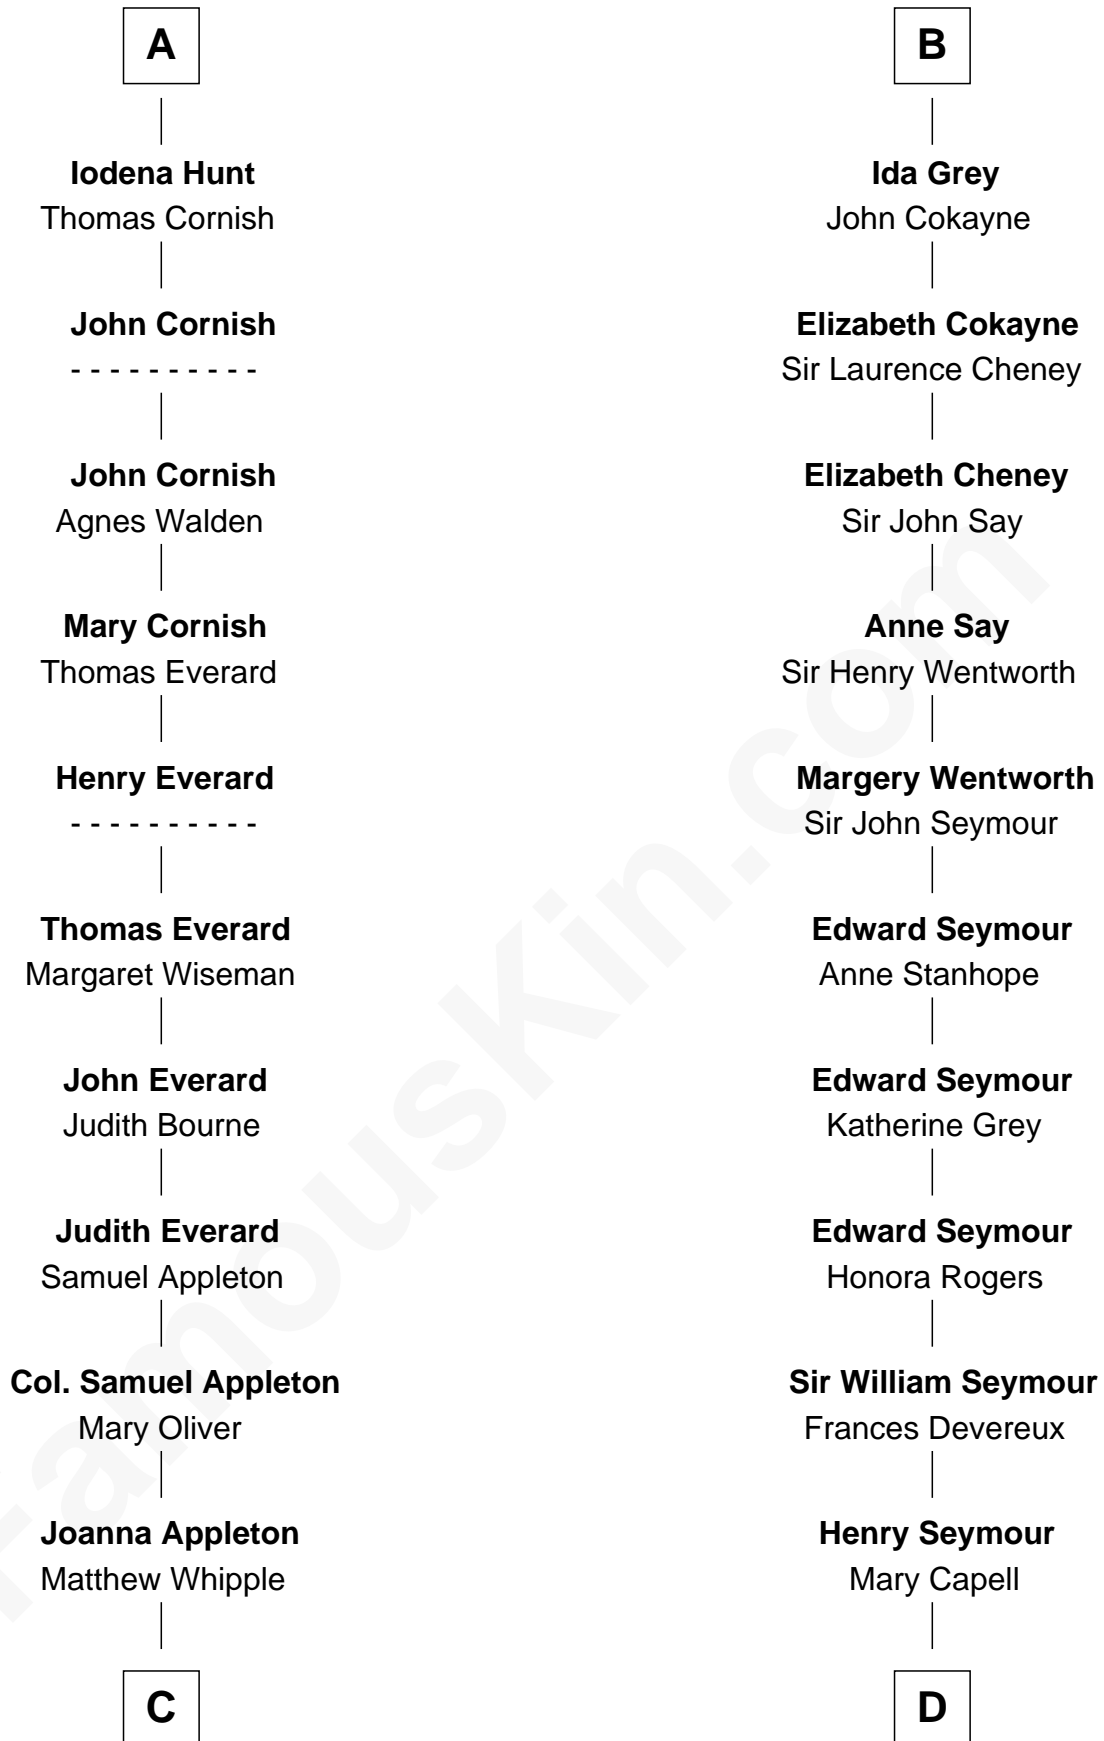 A
Iodena Hunt
Thomas Cornish
John Cornish
- - - - - - - - - -
John Cornish
Agnes Walden
Mary Cornish
Thomas Everard
Henry Everard
- - - - - - - - - -
Thomas Everard
Margaret Wiseman
John Everard
Judith Bourne
Judith Everard
Samuel Appleton
Col. Samuel Appleton
Mary Oliver
Joanna Appleton
Matthew Whipple
C
B
Ida Grey
John Cokayne
Elizabeth Cokayne
Sir Laurence Cheney
Elizabeth Cheney
Sir John Say
Anne Say
Sir Henry Wentworth
Margery Wentworth
Sir John Seymour
Edward Seymour
Anne Stanhope
Edward Seymour
Katherine Grey
Edward Seymour
Honora Rogers
Sir William Seymour
Frances Devereux
Henry Seymour
Mary Capell
D
FamousKin.com